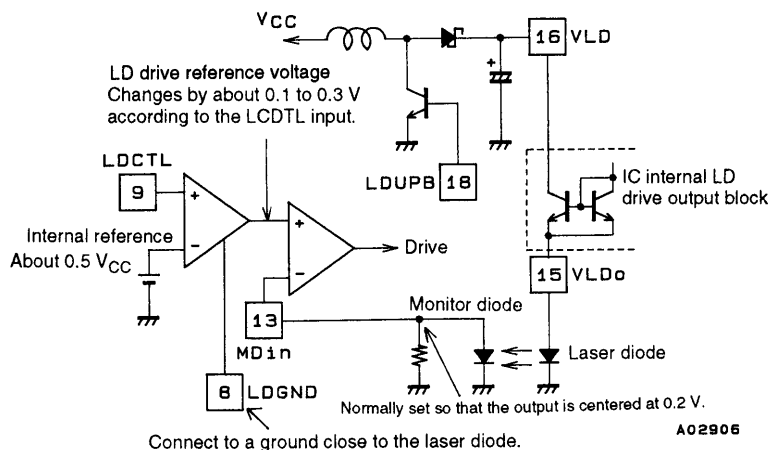 VCC
16 VLD
LD drive reference voltage
Changes by about 0.1 to 0.3 V
according to the LCDTL input.
+
LDCTL
9
LDUPB 18
IC internal LD
drive output block
+
−
Internal reference
About 0.5 VCC
+
−
Drive
15 VLDo
13
MDin
Monitor diode
Laser diode
8 LDGND
Normally set so that the output is centered at 0.2 V.
Connect to a ground close to the laser diode.
A02906